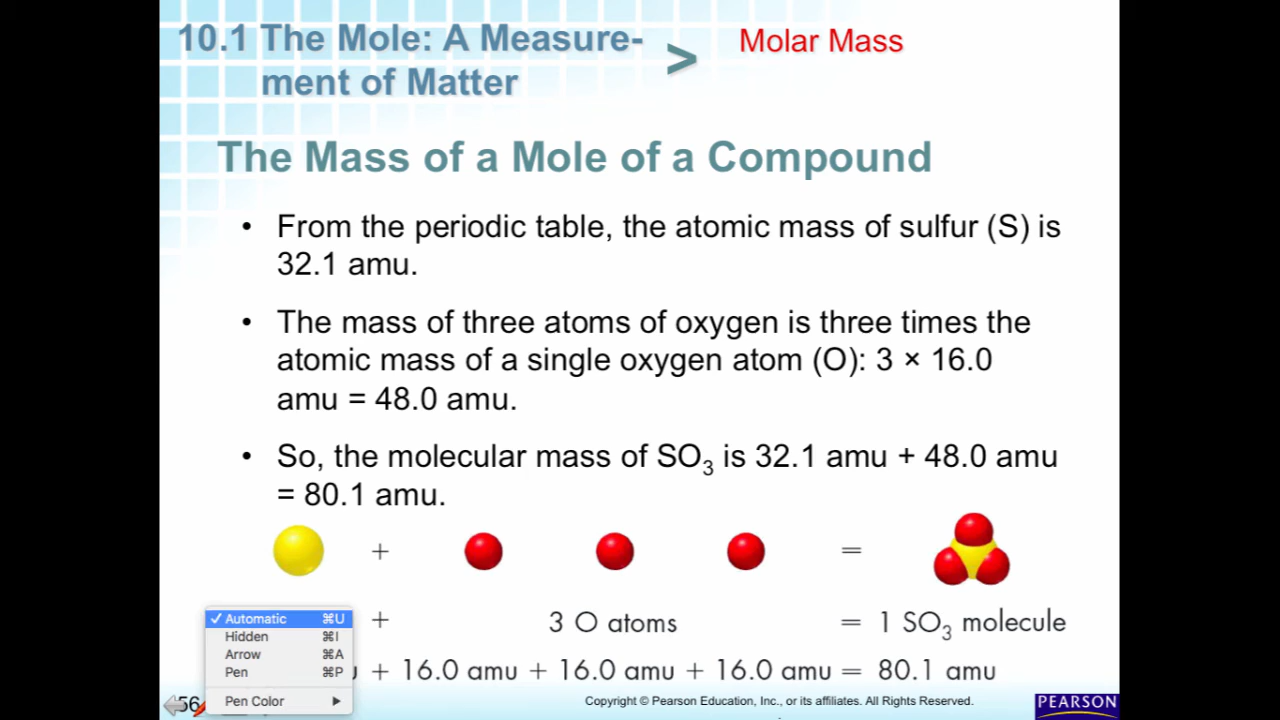 10.1 The Mole: A Measure-
ment of Matter
>
Molar Mass
The Mass of a Mole of a Compound
• From the periodic table, the atomic mass of sulfur (S) is
32.1 amu.
• The mass of three atoms of oxygen is three times the
atomic mass of a single oxygen atom (O): 3 × 16.0
amu = 48.0 amu.
• So, the molecular mass of SO₃ is 32.1 amu + 48.0 amu
= 80.1 amu.
+ =
+ 3 O atoms = 1 SO₃ molecule
+ 16.0 amu + 16.0 amu + 16.0 amu = 80.1 amu
✓ Automatic ⌘U
Hidden ⌘I
Arrow ⌘A
Pen ⌘P
Pen Color ▶
56
Copyright © Pearson Education, Inc., or its affiliates. All Rights Reserved.
PEARSON